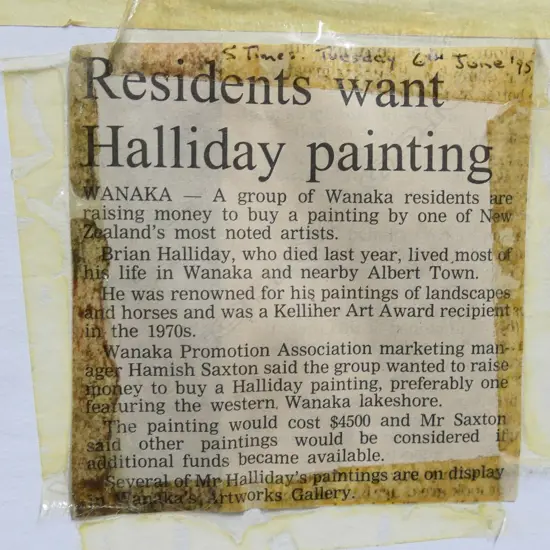 S Times. Tuesday 6th June '95
Residents want
Halliday painting
WANAKA — A group of Wanaka residents are
raising money to buy a painting by one of New
Zealand's most noted artists.
Brian Halliday, who died last year, lived most of
his life in Wanaka and nearby Albert Town.
He was renowned for his paintings of landscapes
and horses and was a Kelliher Art Award recipient
in the 1970s.
Wanaka Promotion Association marketing man-
ager Hamish Saxton said the group wanted to raise
money to buy a Halliday painting, preferably one
featuring the western Wanaka lakeshore.
The painting would cost $4500 and Mr Saxton
said other paintings would be considered if
additional funds became available.
Several of Mr Halliday's paintings are on display
in Wanaka's Artworks Gallery.